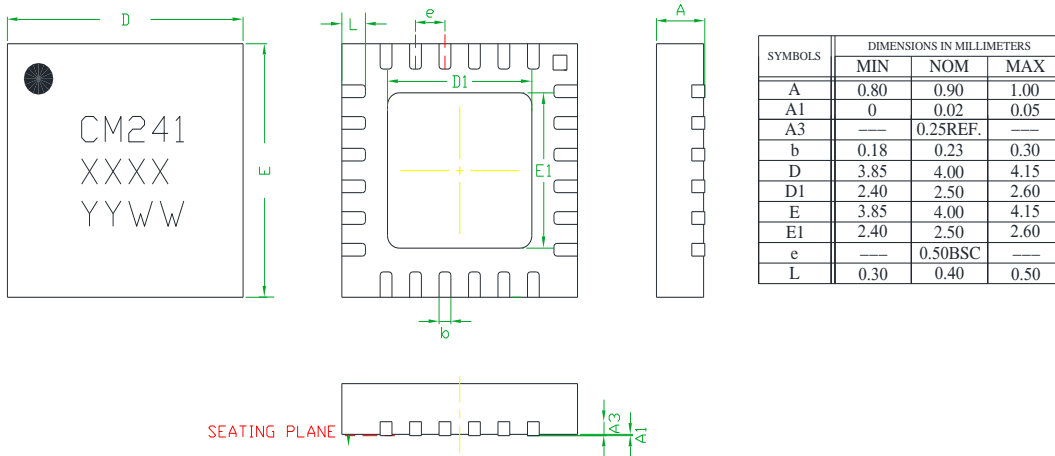 D
CM241
XXXX
YYWW
E
L
e
D1
E1
b
A
SEATING PLANE
A3
A1
SYMBOLS DIMENSIONS IN MILLIMETERS
MIN NOM MAX
A 0.80 0.90 1.00
A1 0 0.02 0.05
A3 --- 0.25REF. ---
b 0.18 0.23 0.30
D 3.85 4.00 4.15
D1 2.40 2.50 2.60
E 3.85 4.00 4.15
E1 2.40 2.50 2.60
e --- 0.50BSC ---
L 0.30 0.40 0.50